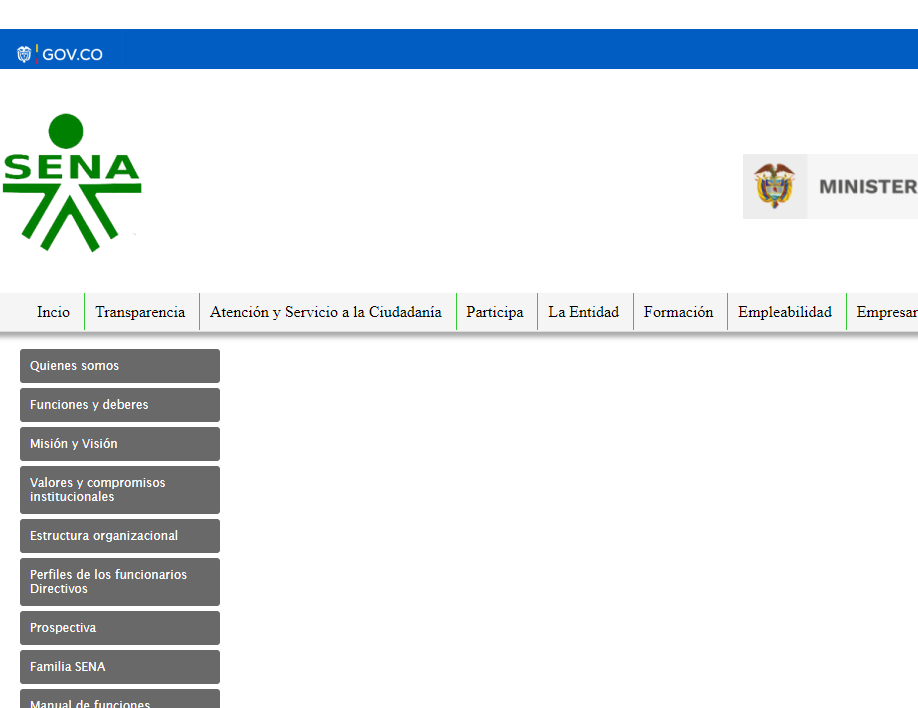 GOV.CO
SENA
MINISTER
Incio
Transparencia
Atención y Servicio a la Ciudadanía
Participa
La Entidad
Formación
Empleabilidad
Empresar
Quienes somos
Funciones y deberes
Misión y Visión
Valores y compromisos
institucionales
Estructura organizacional
Perfiles de los funcionarios
Directivos
Prospectiva
Familia SENA
Manual de funciones